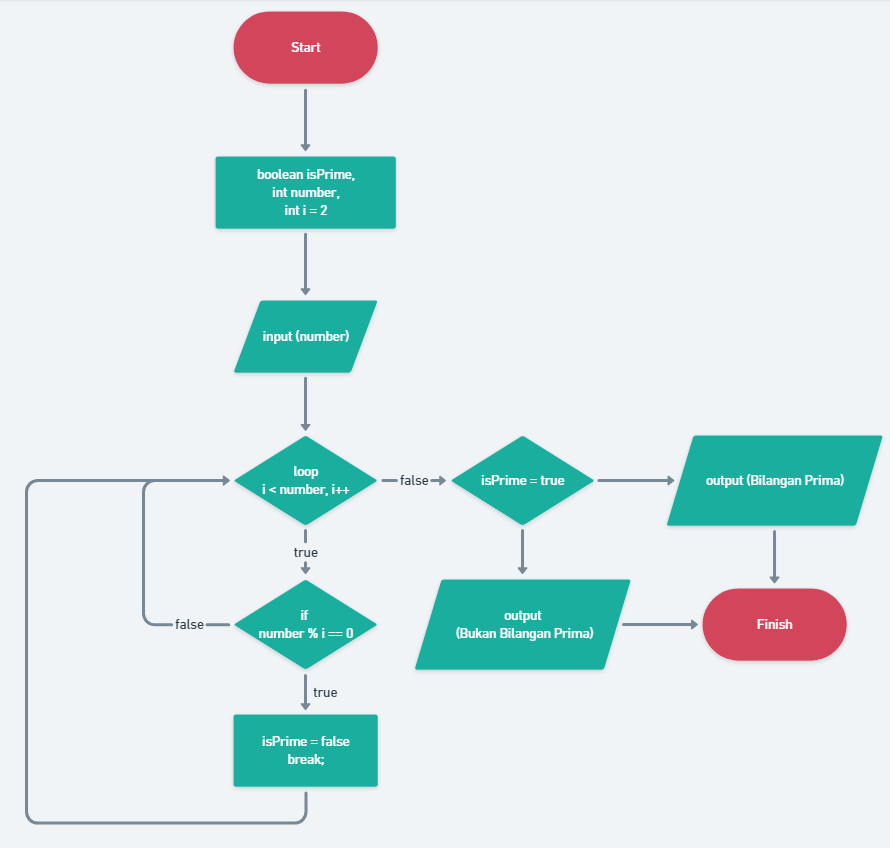 Start
boolean isPrime,
int number,
int i = 2
input (number)
loop
i < number, i++
false
isPrime = true
output (Bilangan Prima)
true
if
number % i == 0
false
output
(Bukan Bilangan Prima)
Finish
true
isPrime = false
break;